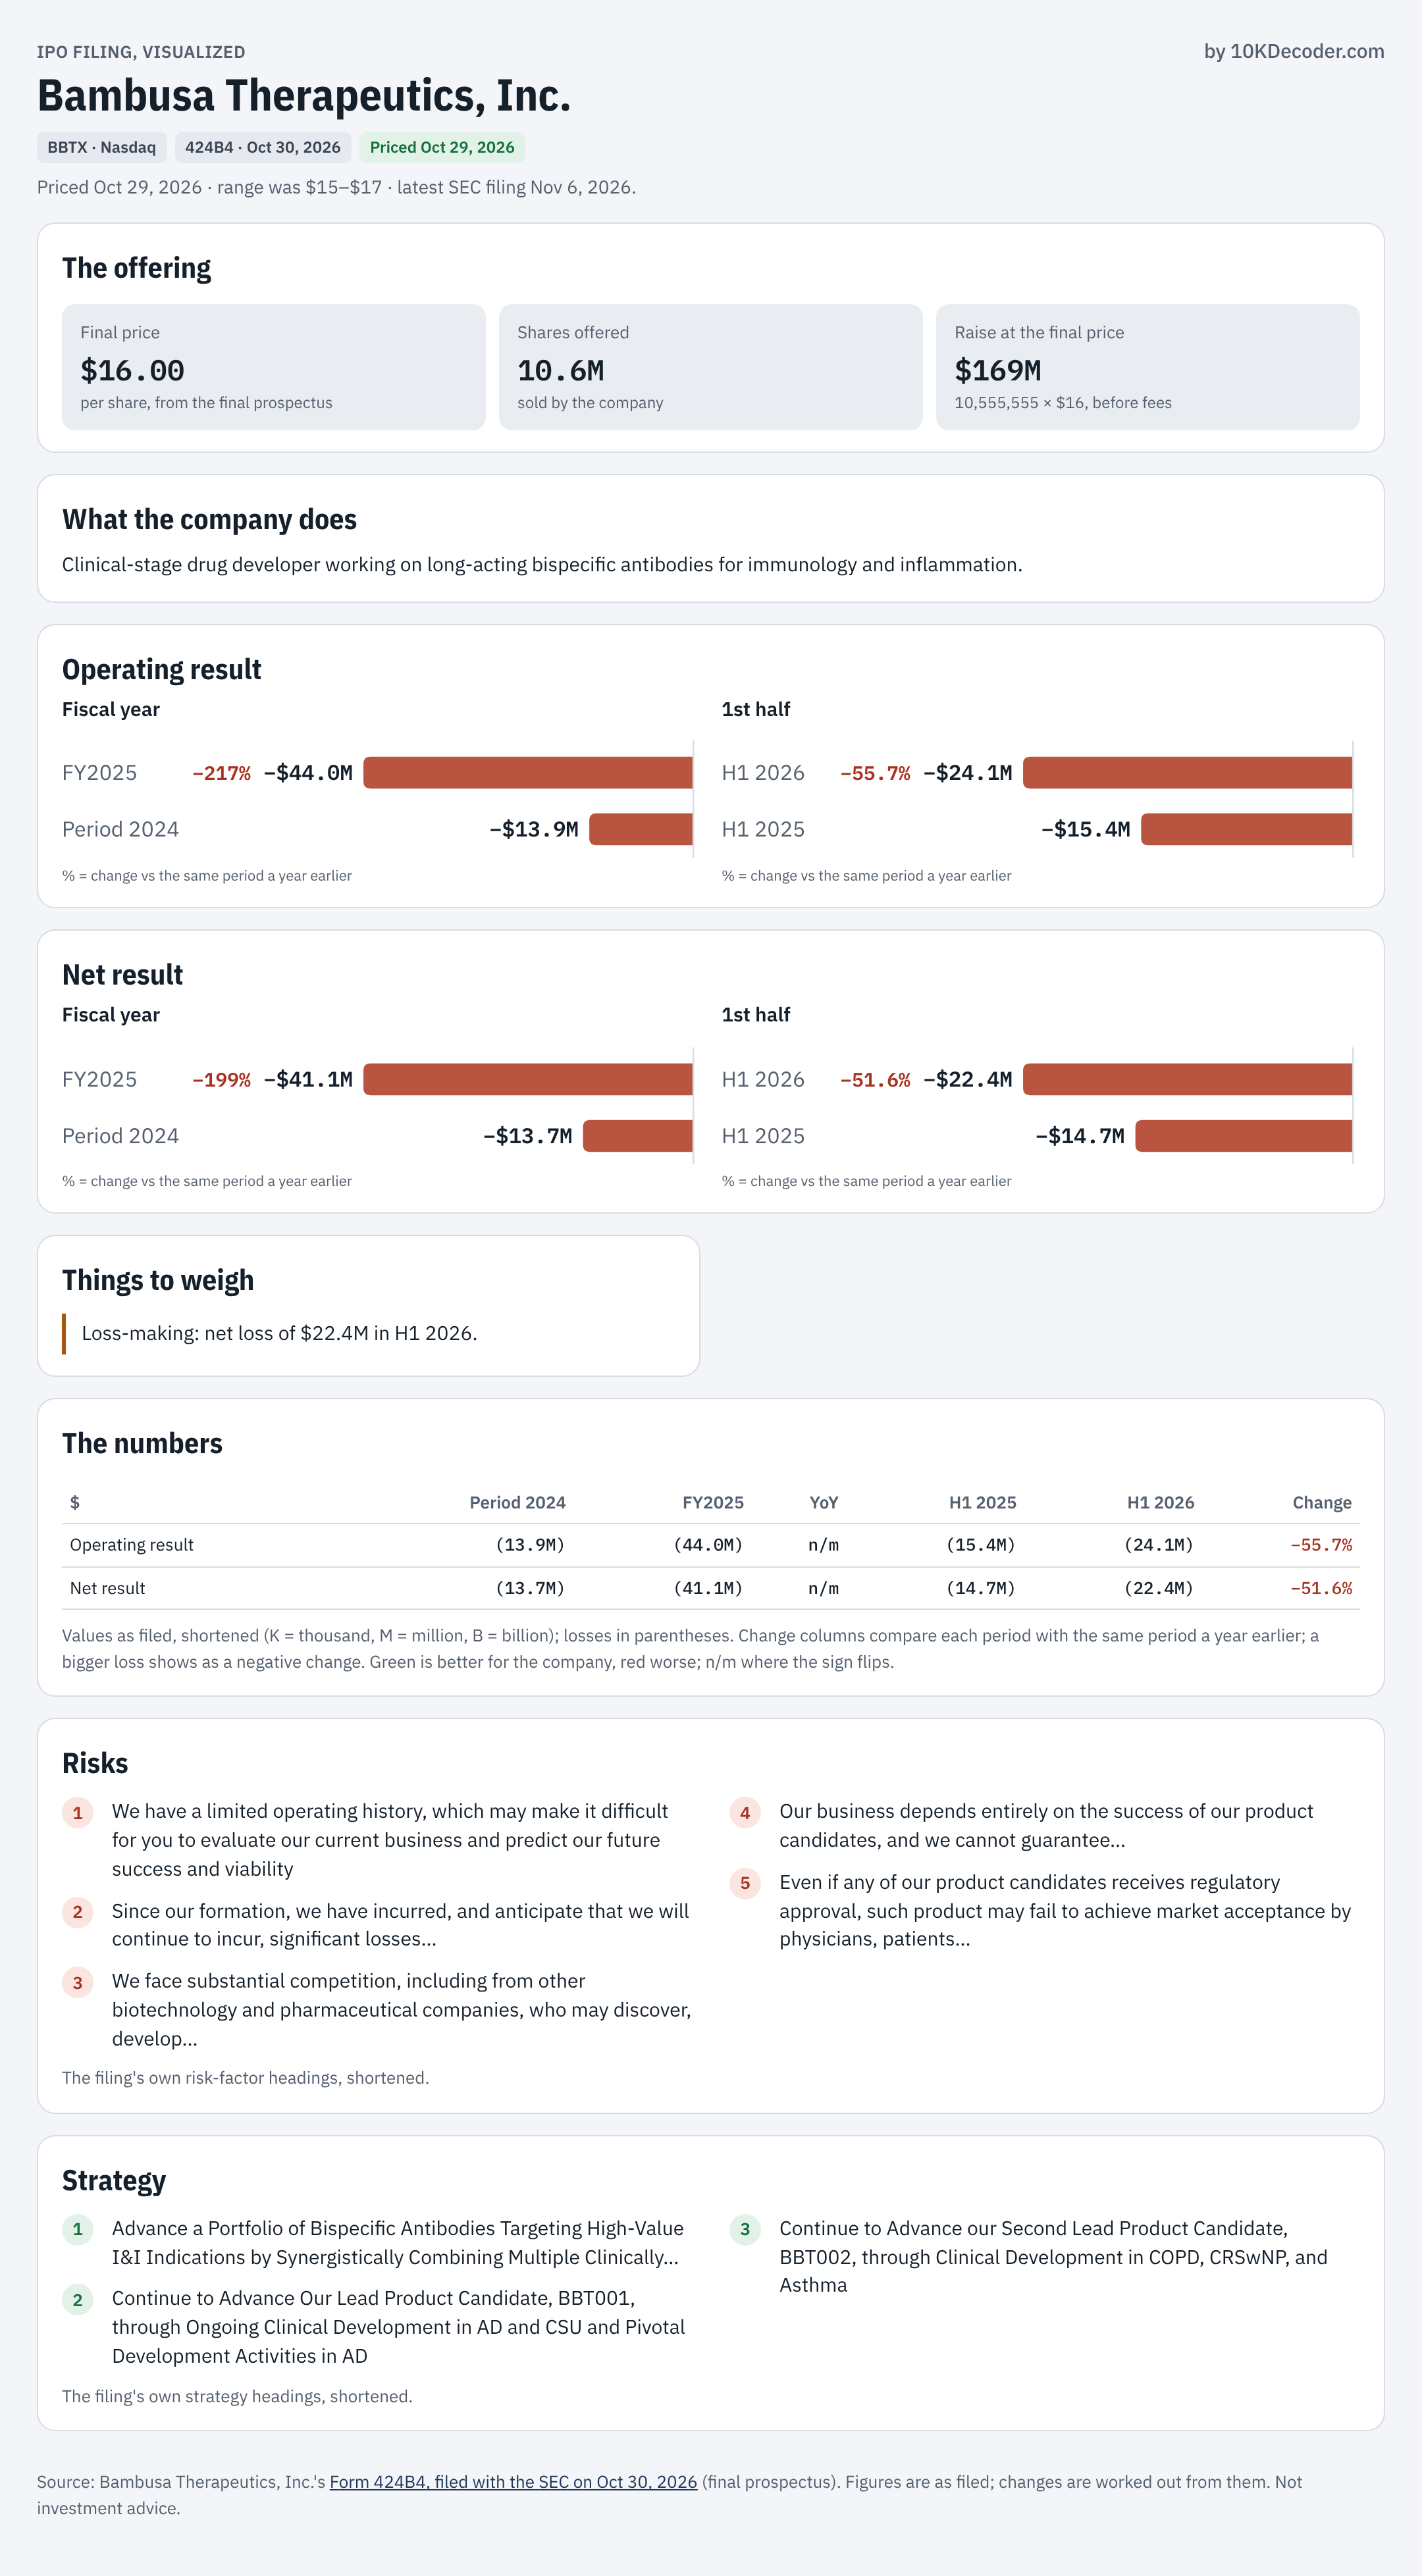 IPO FILING, VISUALIZED
by 10KDecoder.com
Bambusa Therapeutics, Inc.
BBTX · Nasdaq
424B4 · Oct 30, 2026
Priced Oct 29, 2026
Priced Oct 29, 2026 · range was $15–$17 · latest SEC filing Nov 6, 2026.
The offering
Final price
$16.00
per share, from the final prospectus
Shares offered
10.6M
sold by the company
Raise at the final price
$169M
10,555,555 × $16, before fees
What the company does
Clinical-stage drug developer working on long-acting bispecific antibodies for immunology and inflammation.
Operating result
Fiscal year
FY2025 −217% −$44.0M
Period 2024 −$13.9M
% = change vs the same period a year earlier
1st half
H1 2026 −55.7% −$24.1M
H1 2025 −$15.4M
% = change vs the same period a year earlier
Net result
Fiscal year
FY2025 −199% −$41.1M
Period 2024 −$13.7M
% = change vs the same period a year earlier
1st half
H1 2026 −51.6% −$22.4M
H1 2025 −$14.7M
% = change vs the same period a year earlier
Things to weigh
Loss-making: net loss of $22.4M in H1 2026.
The numbers
$ Period 2024 FY2025 YoY H1 2025 H1 2026 Change
Operating result (13.9M) (44.0M) n/m (15.4M) (24.1M) −55.7%
Net result (13.7M) (41.1M) n/m (14.7M) (22.4M) −51.6%
Values as filed, shortened (K = thousand, M = million, B = billion); losses in parentheses. Change columns compare each period with the same period a year earlier; a
bigger loss shows as a negative change. Green is better for the company, red worse; n/m where the sign flips.
Risks
1 We have a limited operating history, which may make it difficult
for you to evaluate our current business and predict our future
success and viability
2 Since our formation, we have incurred, and anticipate that we will
continue to incur, significant losses…
3 We face substantial competition, including from other
biotechnology and pharmaceutical companies, who may discover,
develop…
4 Our business depends entirely on the success of our product
candidates, and we cannot guarantee…
5 Even if any of our product candidates receives regulatory
approval, such product may fail to achieve market acceptance by
physicians, patients…
The filing's own risk-factor headings, shortened.
Strategy
1 Advance a Portfolio of Bispecific Antibodies Targeting High-Value
I&I Indications by Synergistically Combining Multiple Clinically…
2 Continue to Advance Our Lead Product Candidate, BBT001,
through Ongoing Clinical Development in AD and CSU and Pivotal
Development Activities in AD
3 Continue to Advance our Second Lead Product Candidate,
BBT002, through Clinical Development in COPD, CRSwNP, and
Asthma
The filing's own strategy headings, shortened.
Source: Bambusa Therapeutics, Inc.'s Form 424B4, filed with the SEC on Oct 30, 2026 (final prospectus). Figures are as filed; changes are worked out from them. Not
investment advice.